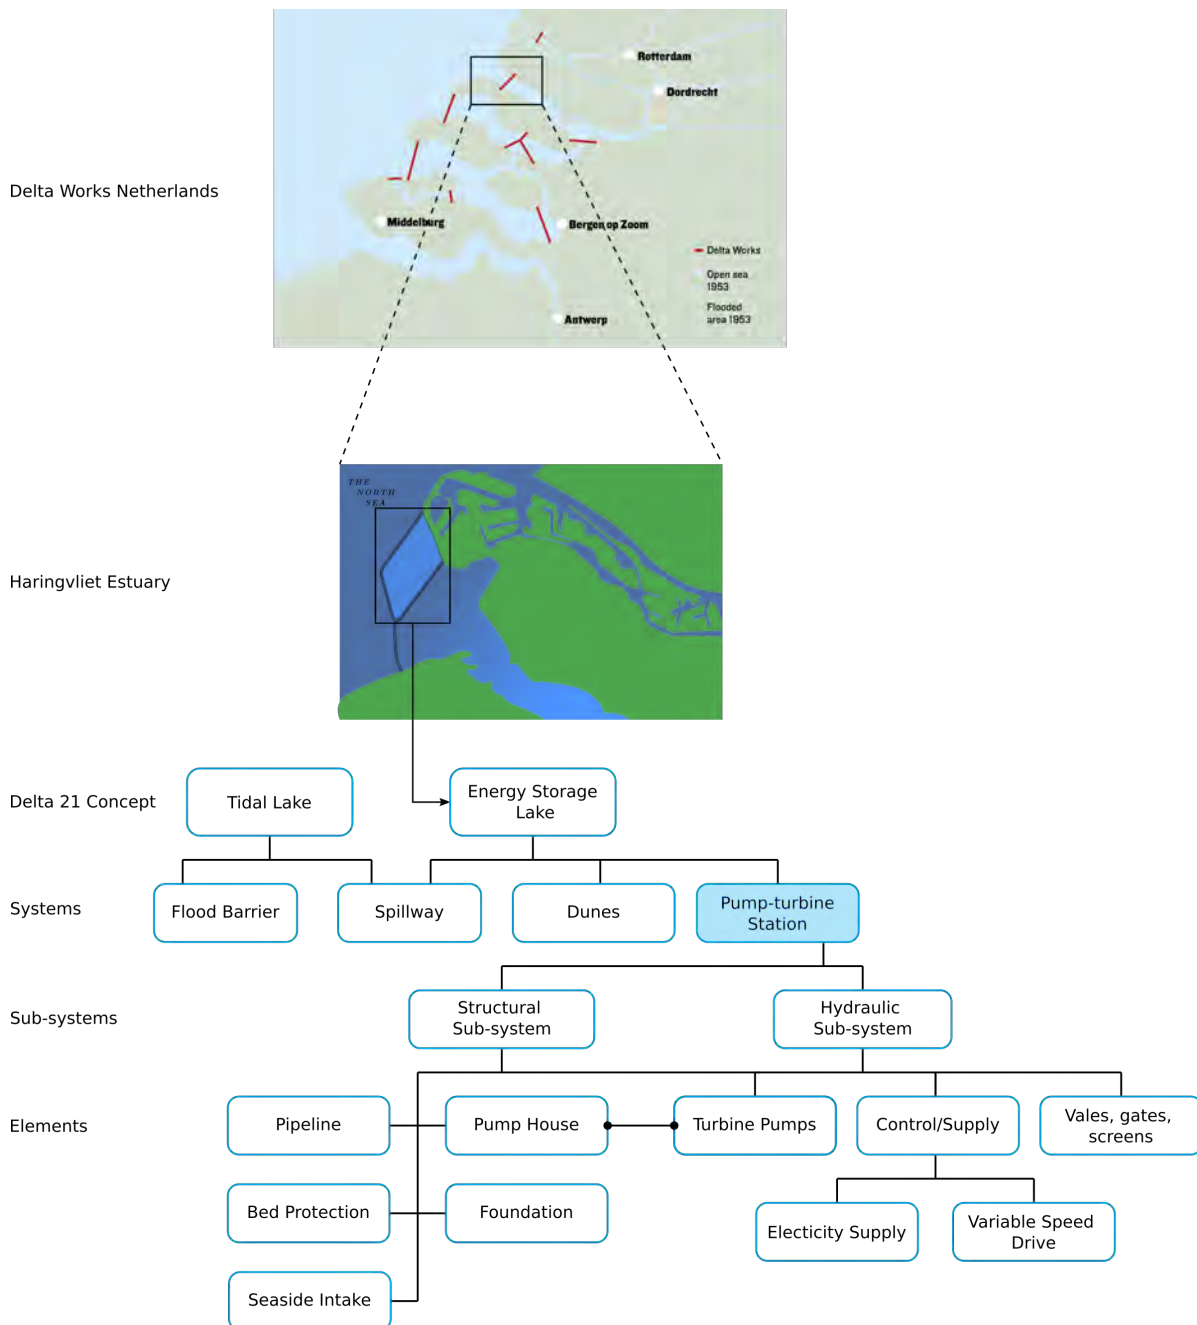 Rotterdam
Dordrecht
Delta Works Netherlands
Middelburg
Bergen op Zoom
Delta Works
Open sea
1953
Flooded
area 1953
Antwerp
THE
NORTH
SEA
Haringvliet Estuary
Delta 21 Concept
Tidal Lake
Energy Storage
Lake
Systems
Flood Barrier
Spillway
Dunes
Pump-turbine
Station
Sub-systems
Structural
Sub-system
Hydraulic
Sub-system
Elements
Pipeline
Pump House
Turbine Pumps
Control/Supply
Vales, gates,
screens
Bed Protection
Foundation
Electicity Supply
Variable Speed
Drive
Seaside Intake